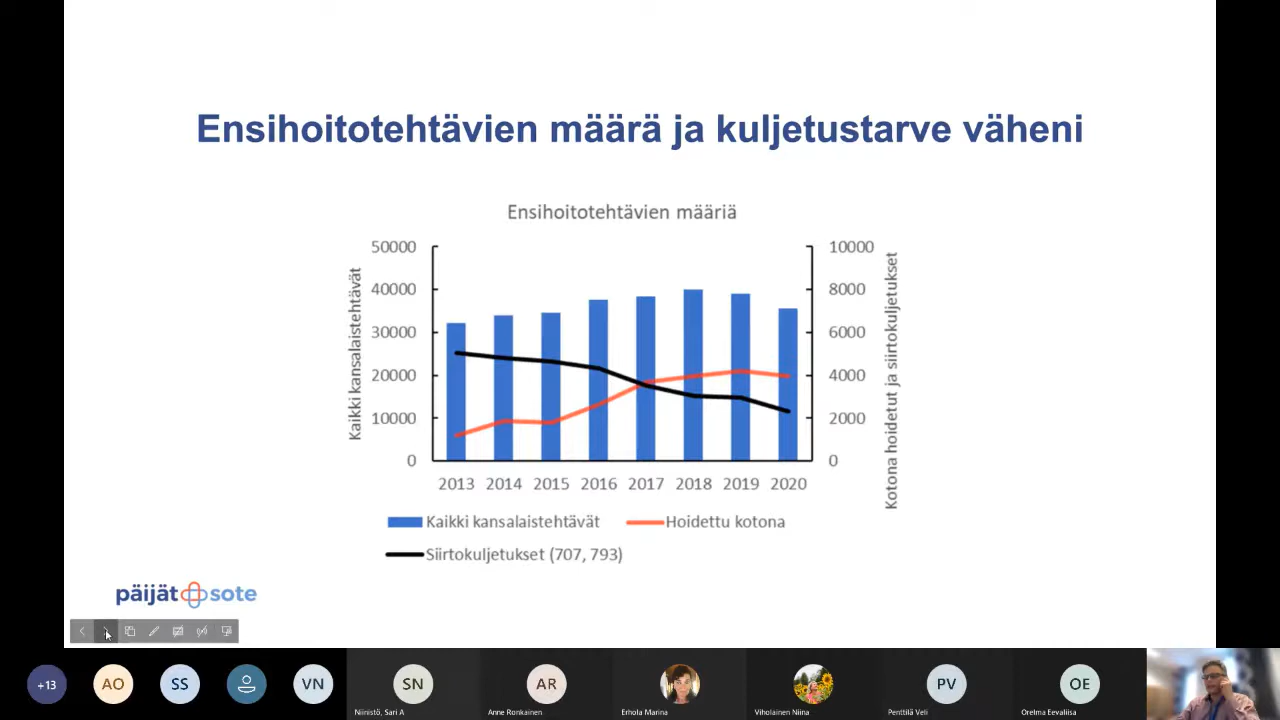 Ensihoitotehtävien määrä ja kuljetustarve väheni
Ensihoitotehtävien määriä
Kaikki kansalaistehtävät
50000
40000
30000
20000
10000
0
10000
8000
6000
4000
2000
0
Kotona hoidetut ja siirtokuljetukset
2013 2014 2015 2016 2017 2018 2019 2020
Kaikki kansalaistehtävät
Hoidettu kotona
Siirtokuljetukset (707, 793)
päijät sote
+13
AO
SS
VN
SN
Niinistö, Sari A
AR
Anne Ronkainen
Erhola Marina
Viholainen Niina
PV
Penttilä Veli
OE
Orelma Eevaliisa